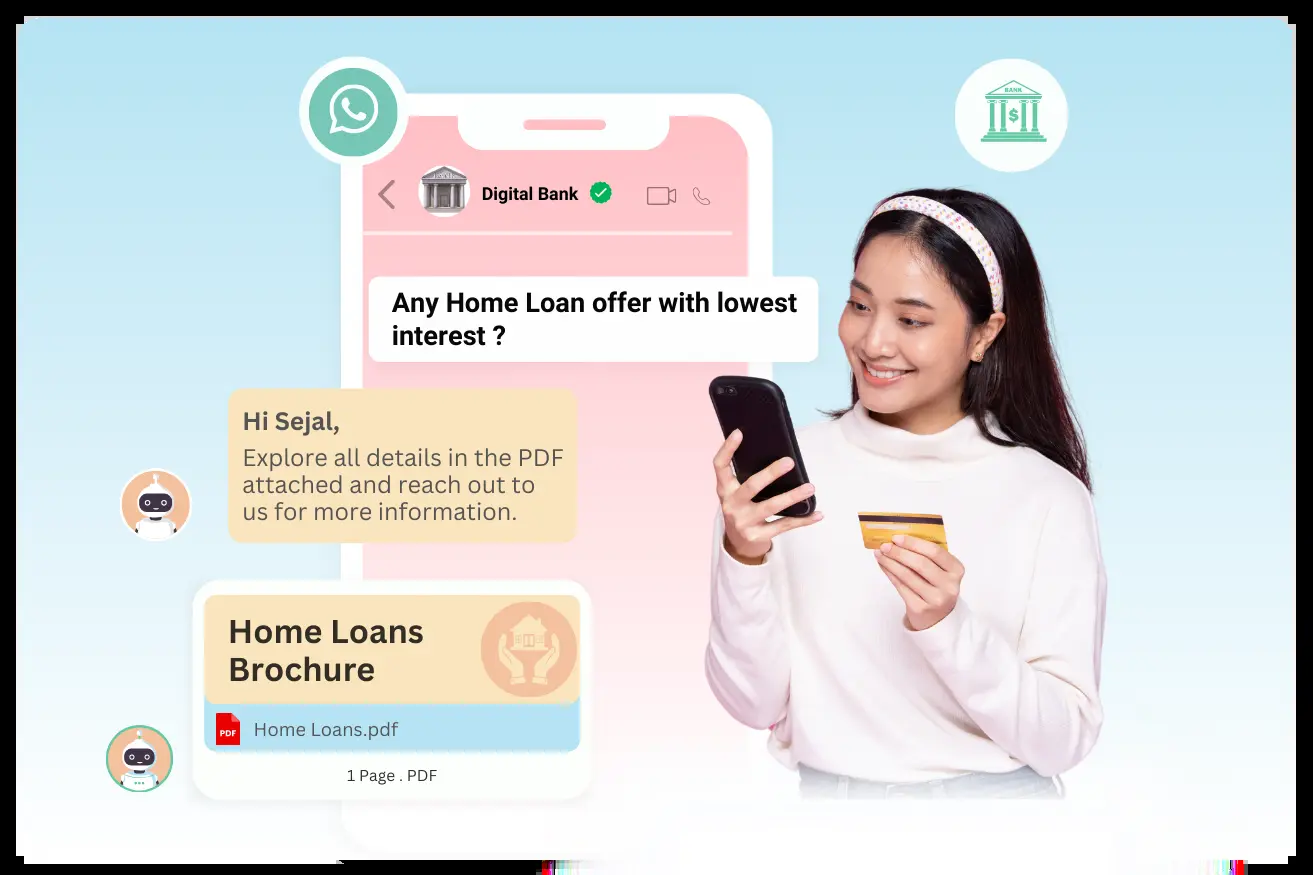 BANK
$
Digital Bank
Any Home Loan offer with lowest
interest ?
Hi Sejal,
Explore all details in the PDF
attached and reach out to
us for more information.
Home Loans
Brochure
PDF
Home Loans.pdf
1 Page . PDF